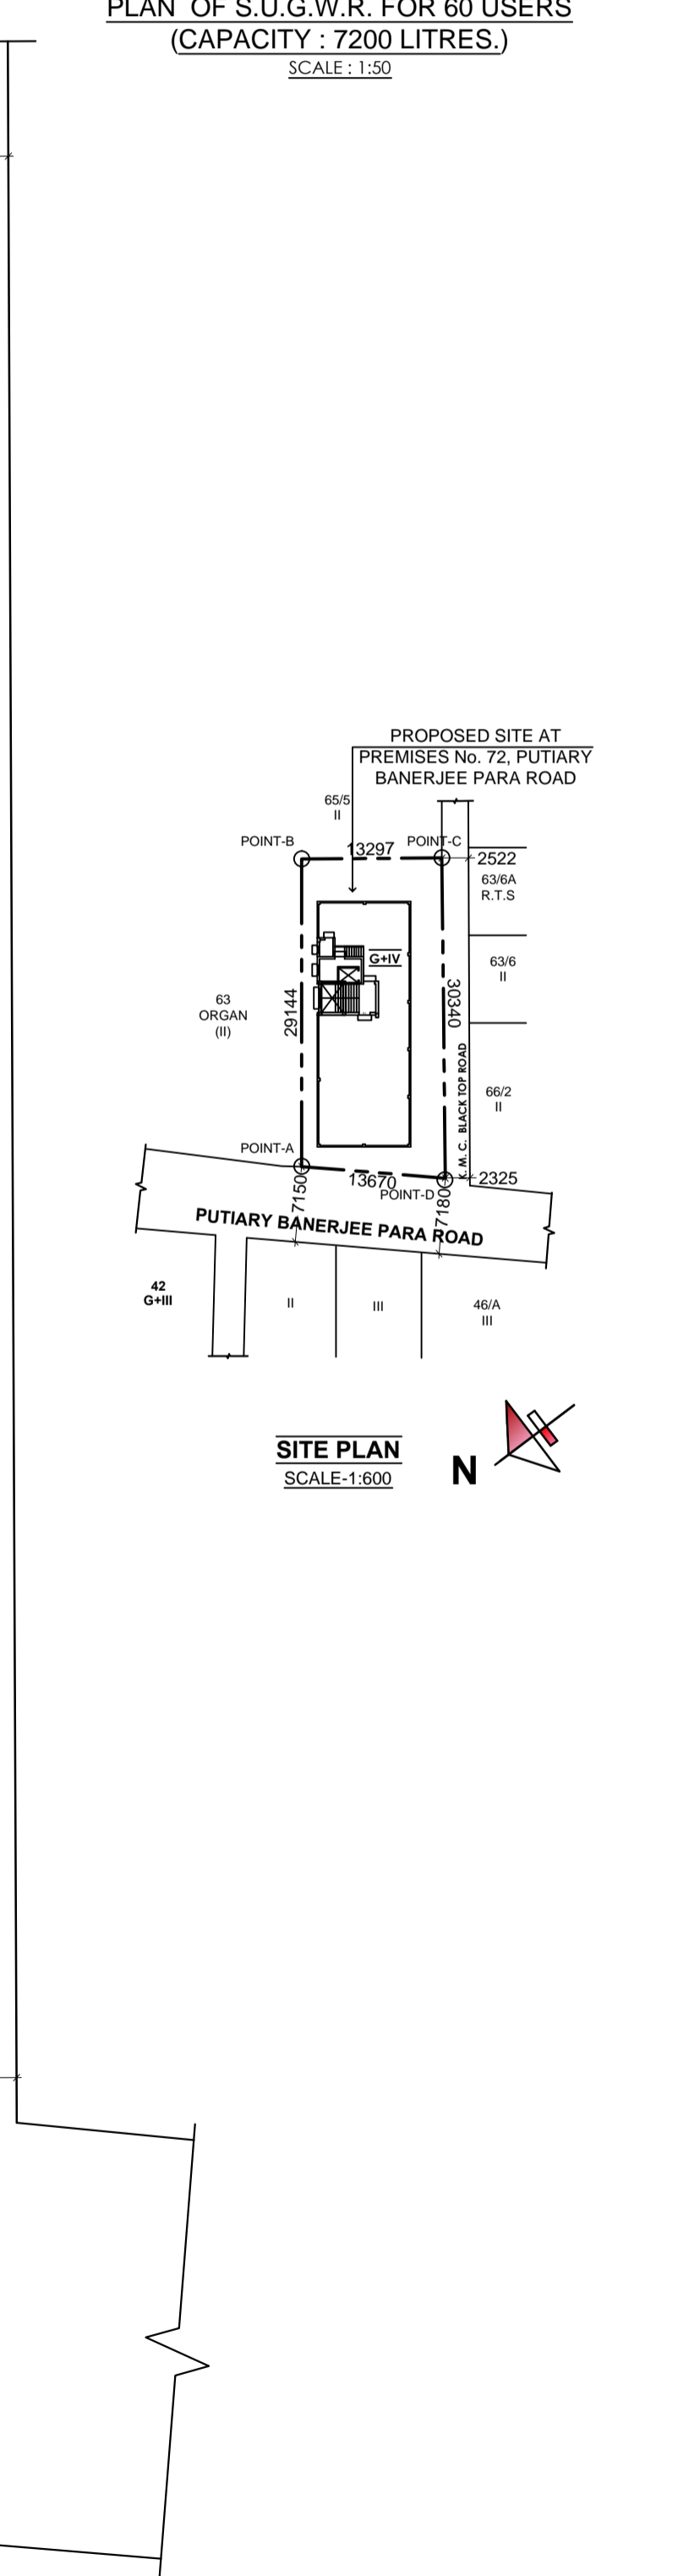 PLAN OF S.U.G.W.R. FOR 60 USERS
(CAPACITY : 7200 LITRES.)
SCALE : 1:50
PROPOSED SITE AT
PREMISES No. 72, PUTIARY
BANERJEE PARA ROAD
65/5
II
POINT-B
13297
POINT-C
2522
63/6A
R.T.S
G+IV
63/6
II
63
ORGAN
(II)
29144
30340
K. M. C. BLACK TOP ROAD
66/2
II
POINT-A
13670
POINT-D
2325
7150
7180
PUTIARY BANERJEE PARA ROAD
42
G+III
II
III
46/A
III
SITE PLAN
SCALE-1:600
N